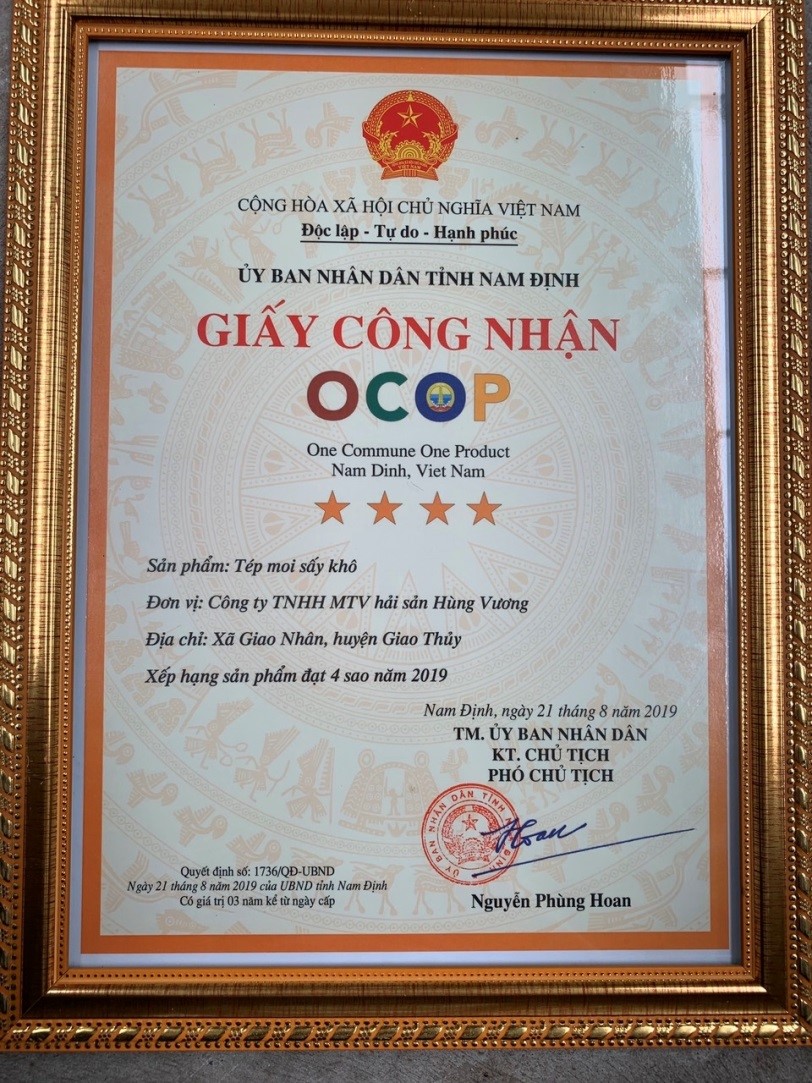 CỘNG HÒA XÃ HỘI CHỦ NGHĨA VIỆT NAM
Độc lập - Tự do - Hạnh phúc
ỦY BAN NHÂN DÂN TỈNH NAM ĐỊNH
GIẤY CÔNG NHẬN
OCOP
One Commune One Product
Nam Dinh, Viet Nam
Sản phẩm: Tép moi sấy khô
Đơn vị: Công ty TNHH MTV hải sản Hùng Vương
Địa chỉ: Xã Giao Nhân, huyện Giao Thủy
Xếp hạng sản phẩm đạt 4 sao năm 2019
Nam Định, ngày 21 tháng 8 năm 2019
TM. ỦY BAN NHÂN DÂN
KT. CHỦ TỊCH
PHÓ CHỦ TỊCH
ỦY BAN NHÂN DÂN TỈNH
Hoan
Nguyễn Phùng Hoan
Quyết định số: 1736/QĐ-UBND
Ngày 21 tháng 8 năm 2019 của UBND tỉnh Nam Định
Có giá trị 03 năm kể từ ngày cấp